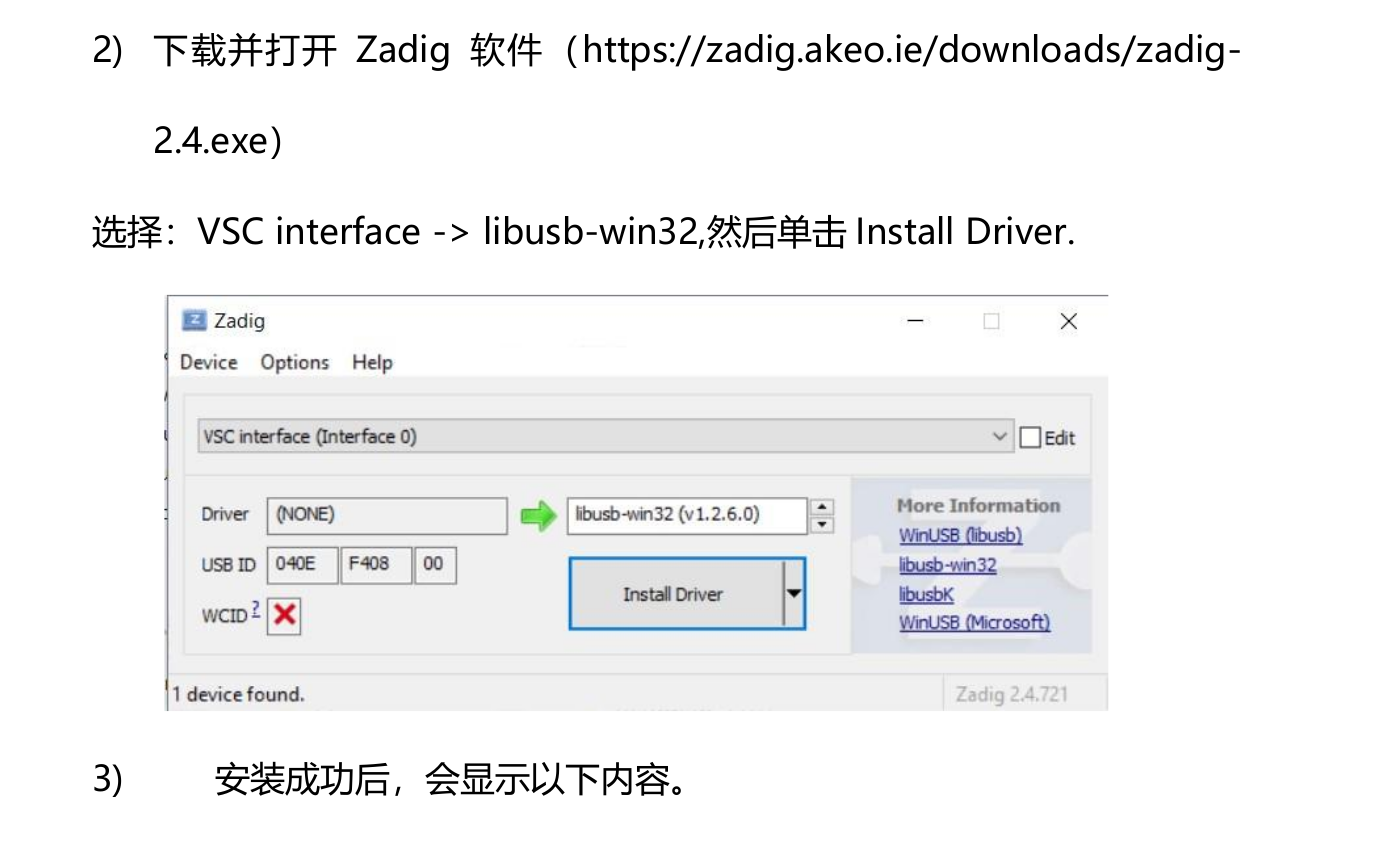 2) 下载并打开 Zadig 软件（https://zadig.akeo.ie/downloads/zadig-
2.4.exe）
选择：VSC interface -> libusb-win32,然后单击 Install Driver.
Zadig
Device Options Help
VSC interface (Interface 0) Edit
Driver (NONE) libusb-win32 (v1.2.6.0)
USB ID 040E F408 00
WCID ?
Install Driver
More Information
WinUSB (libusb)
libusb-win32
libusbK
WinUSB (Microsoft)
1 device found. Zadig 2.4.721
3) 安装成功后，会显示以下内容。